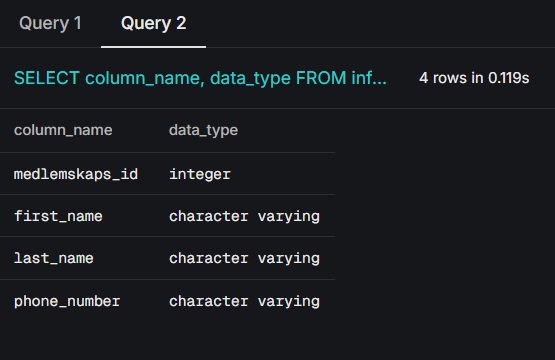 Query 1 Query 2
SELECT column_name, data_type FROM inf... 4 rows in 0.119s
column_name data_type
medlemskaps_id integer
first_name character varying
last_name character varying
phone_number character varying